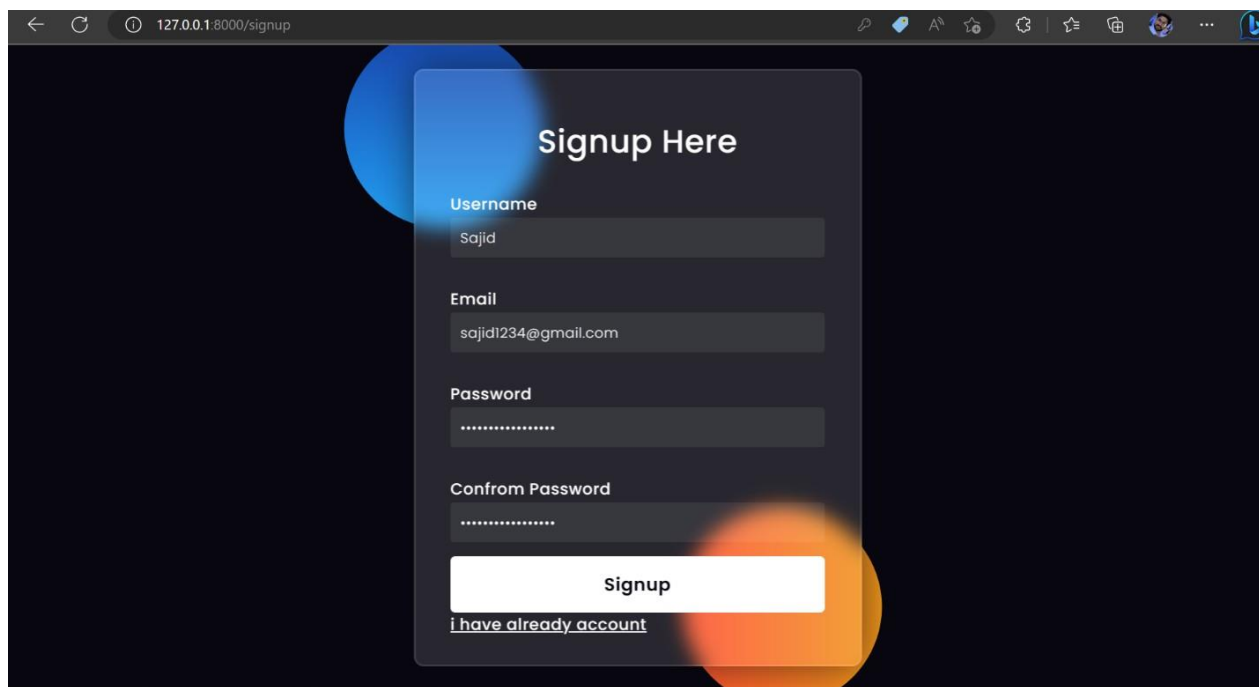 127.0.0.1:8000/signup
Signup Here
Username
Sajid
Email
sajid1234@gmail.com
Password
•••••••••••••••••
Confrom Password
•••••••••••••••••
Signup
i have already account